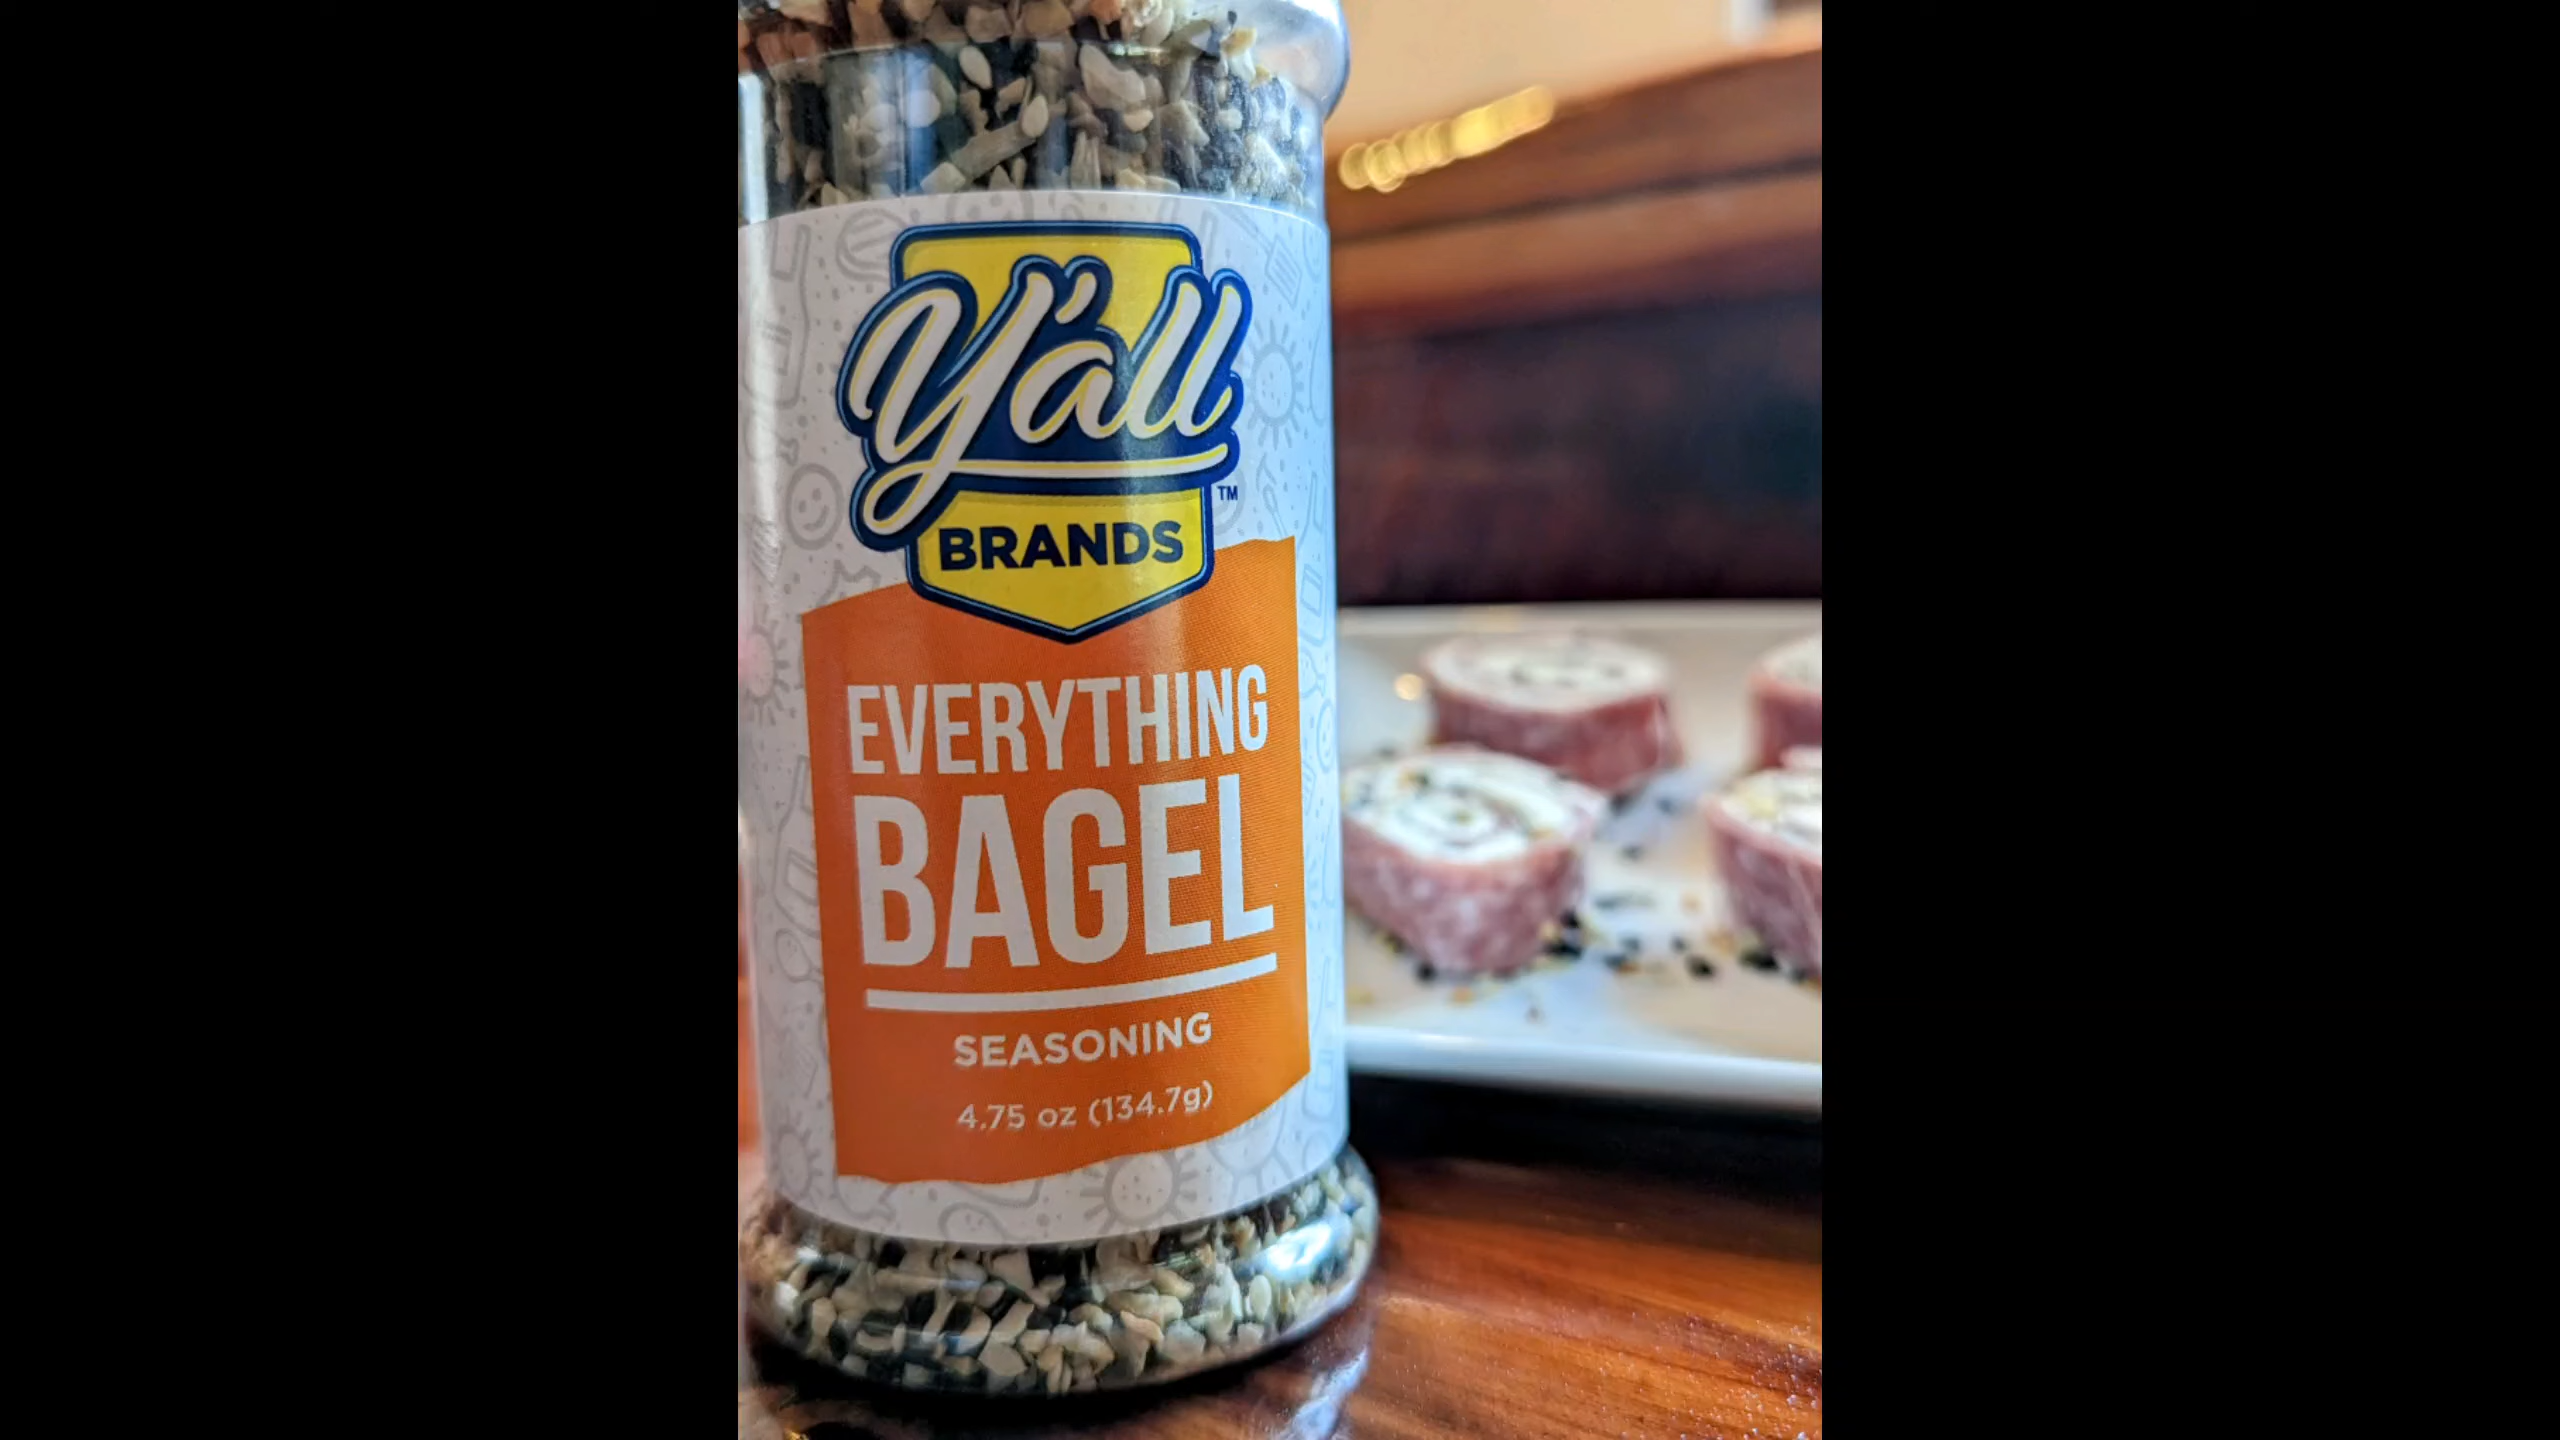 Y'all
BRANDS
TM
EVERYTHING
BAGEL
SEASONING
4.75 oz (134.7g)